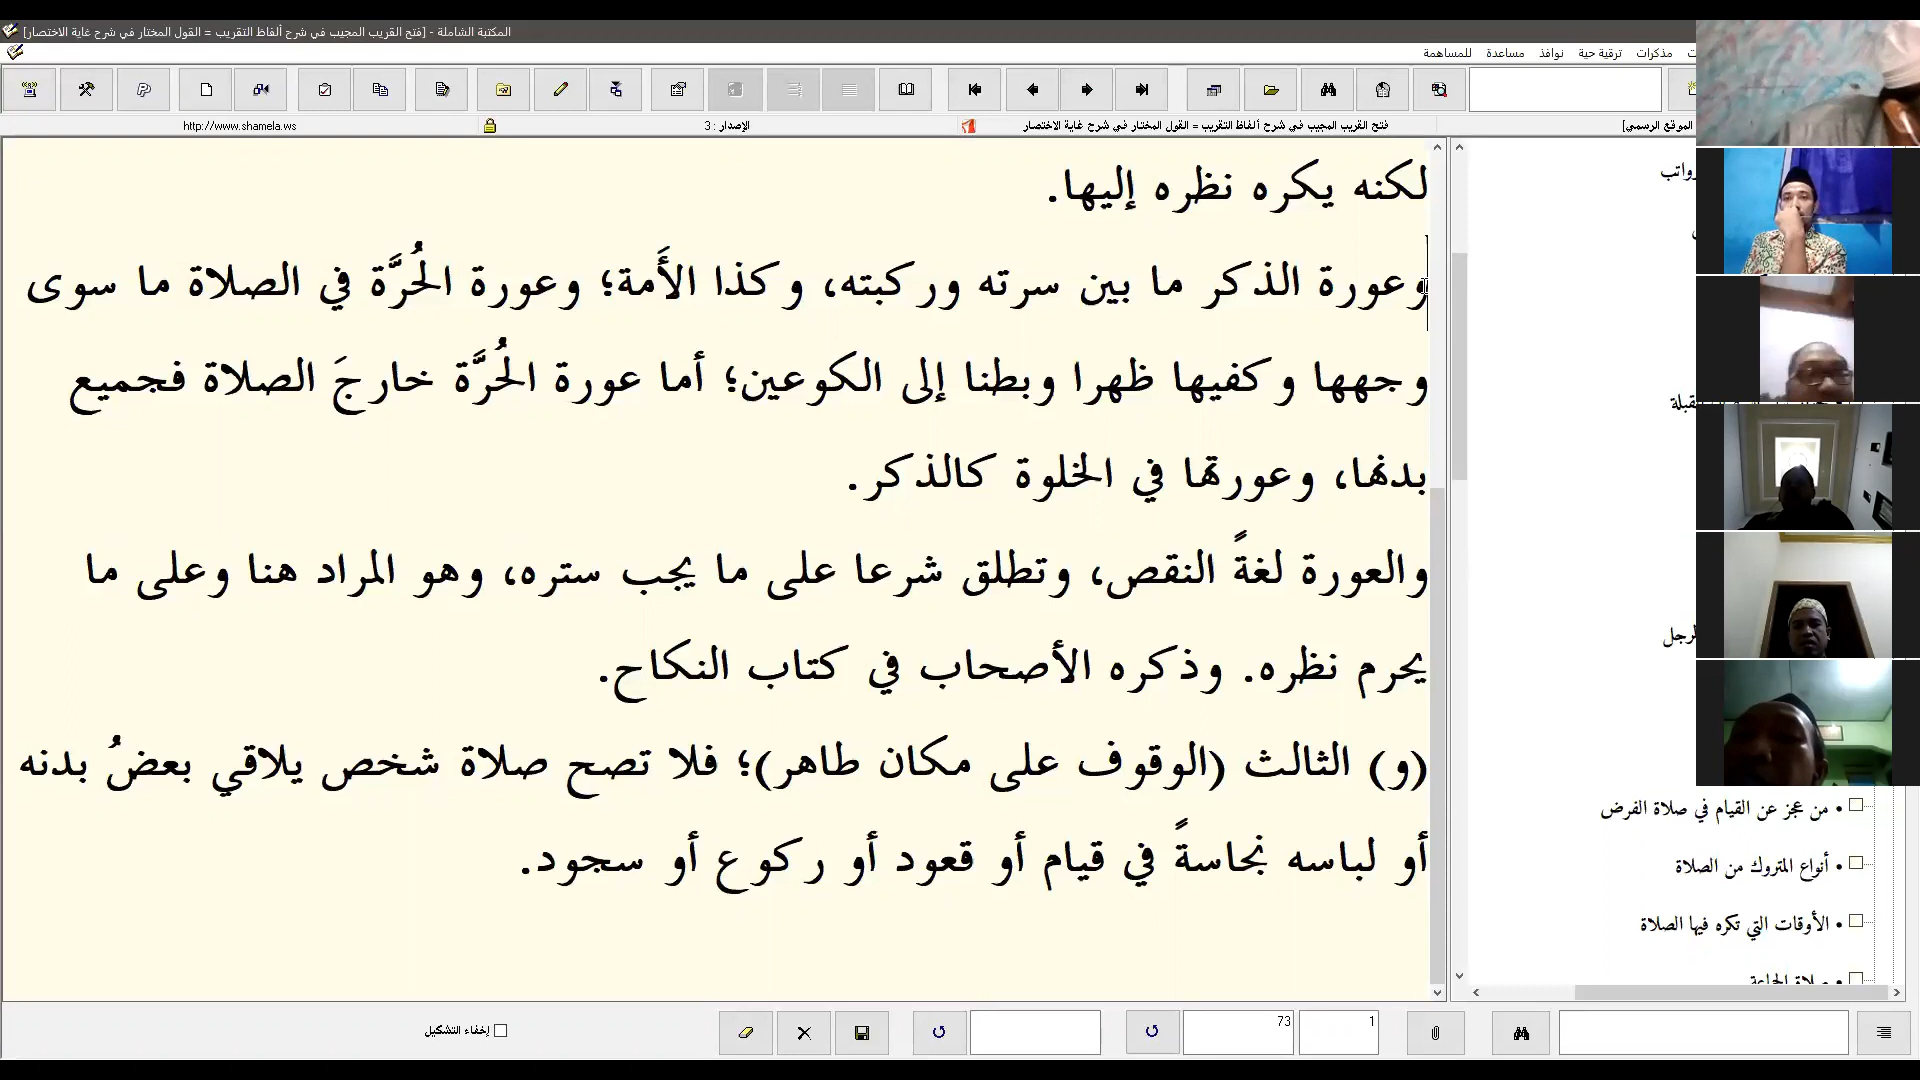 المكتبة الشاملة - [فتح القريب المجيب في شرح ألفاظ التقريب = القول المختار في شرح غاية الاختصار]
مذكرات ترقية حية نوافذ مساعدة للمساهمة
الموقع الرسمي]
فتح القريب المجيب في شرح ألفاظ التقريب = القول المختار في شرح غاية الاختصار
الإصدار : 3
http://www.shamela.ws
لكنه يكره نظره إليها.
وعورة الذكر ما بين سرته وركبته، وكذا الأَمة؛ وعورة الحُرَّة في الصلاة ما سوى
وجهها وكفيها ظهرا وبطنا إلى الكوعين؛ أما عورة الحُرَّة خارجَ الصلاة فجميع
بدنها، وعورتها في الخلوة كالذكر.
والعورة لغةً النقص، وتطلق شرعا على ما يجب ستره، وهو المراد هنا وعلى ما
يحرم نظره. وذكره الأصحاب في كتاب النكاح.
(و) الثالث (الوقوف على مكان طاهر)؛ فلا تصح صلاة شخص يلاقي بعضُ بدنه
أو لباسه نجاسةً في قيام أو قعود أو ركوع أو سجود.
• من عجز عن القيام في صلاة الفرض
• أنواع المتروك من الصلاة
• الأوقات التي تكره فيها الصلاة
1
73
إخفاء التشكيل